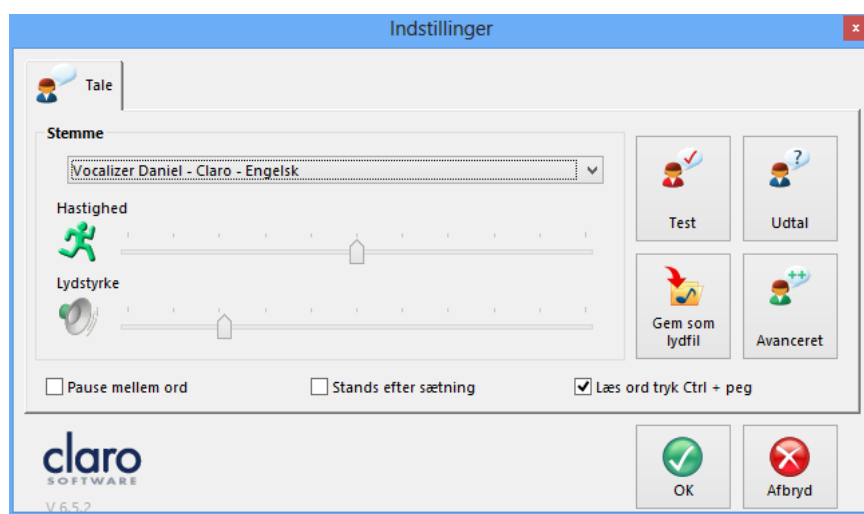 Indstillinger
x
Tale
Stemme
Vocalizer Daniel - Claro - Engelsk
Hastighed
Lydstyrke
Test
? Udtal
Gem som
lydfil
++ Avanceret
Pause mellem ord
Stands efter sætning
Læs ord tryk Ctrl + peg
claro
SOFTWARE
V 6.5.2
OK
Afbryd